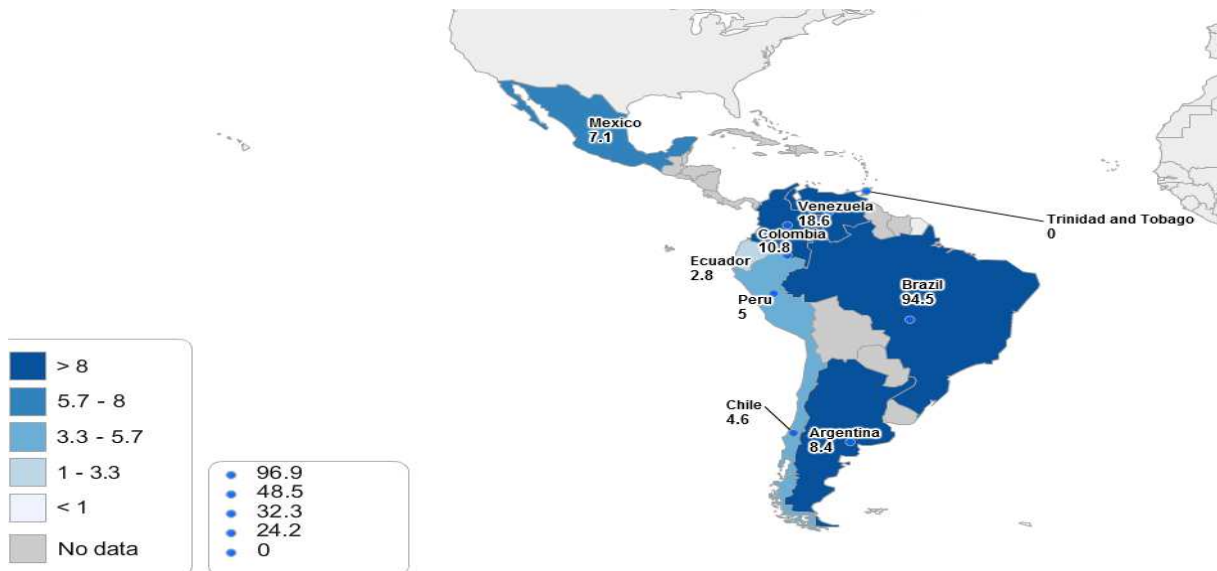 Mexico
7.1
Venezuela
18.6
Trinidad and Tobago
0
Colombia
10.8
Ecuador
2.8
Brazil
94.5
Peru
5
Chile
4.6
Argentina
8.4
> 8
5.7 - 8
3.3 - 5.7
1 - 3.3
< 1
No data
96.9
48.5
32.3
24.2
0